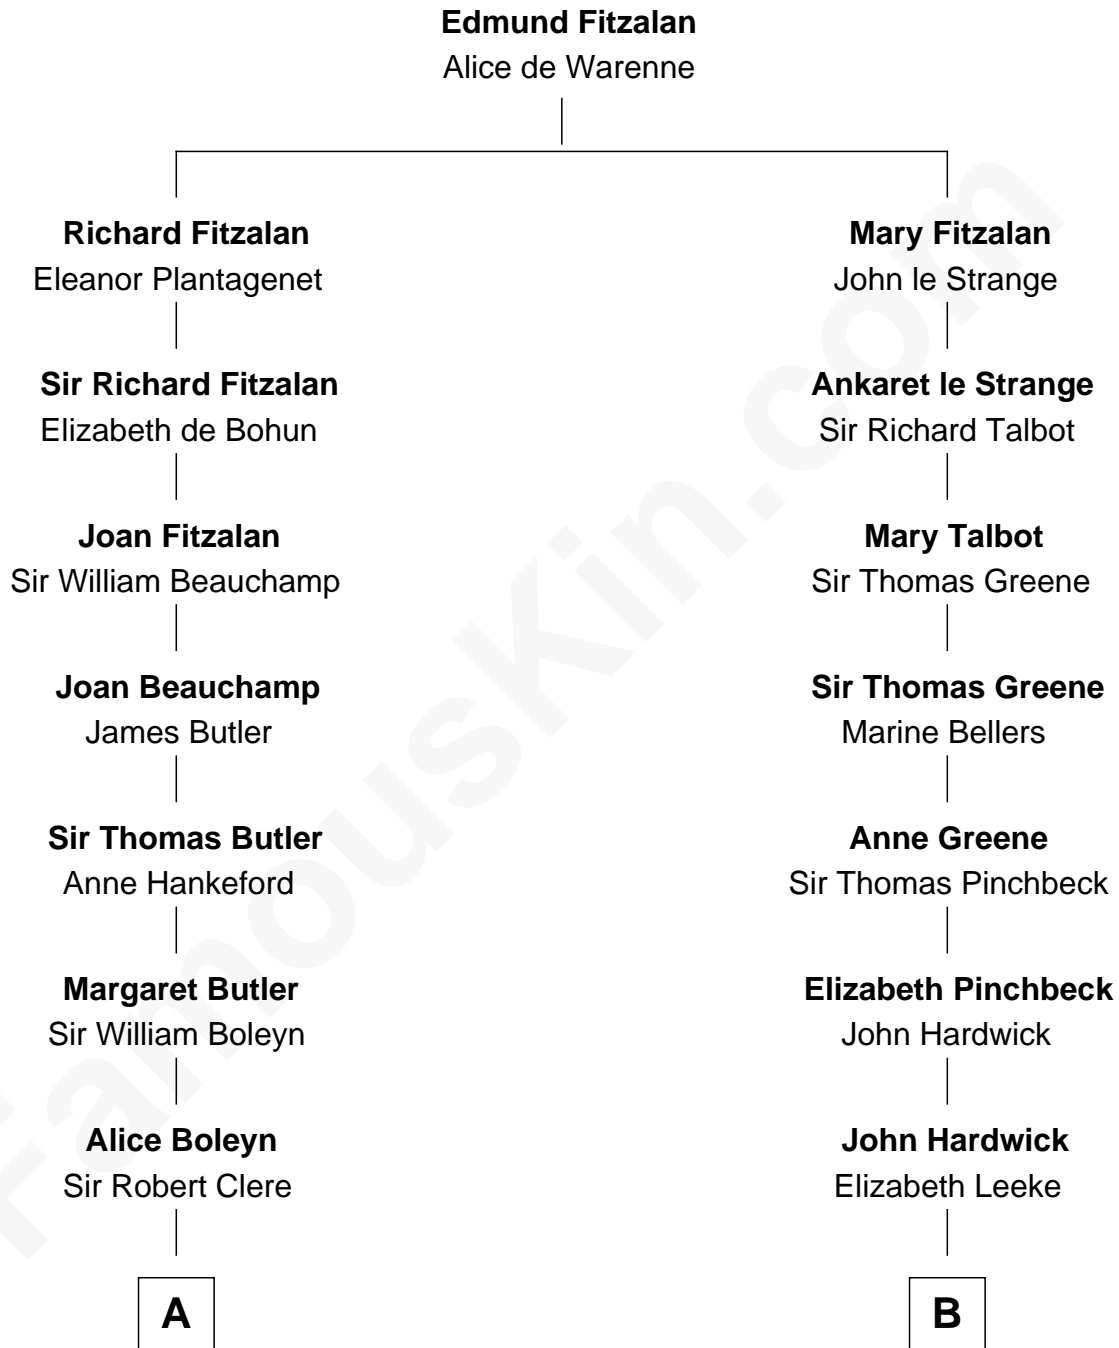 Edmund Fitzalan
Alice de Warenne
Richard Fitzalan
Eleanor Plantagenet
Mary Fitzalan
John le Strange
Sir Richard Fitzalan
Elizabeth de Bohun
Ankaret le Strange
Sir Richard Talbot
Joan Fitzalan
Sir William Beauchamp
Mary Talbot
Sir Thomas Greene
Joan Beauchamp
James Butler
Sir Thomas Greene
Marine Bellers
Sir Thomas Butler
Anne Hankeford
Anne Greene
Sir Thomas Pinchbeck
Margaret Butler
Sir William Boleyn
Elizabeth Pinchbeck
John Hardwick
Alice Boleyn
Sir Robert Clere
John Hardwick
Elizabeth Leeke
A
B
FamousKin.com